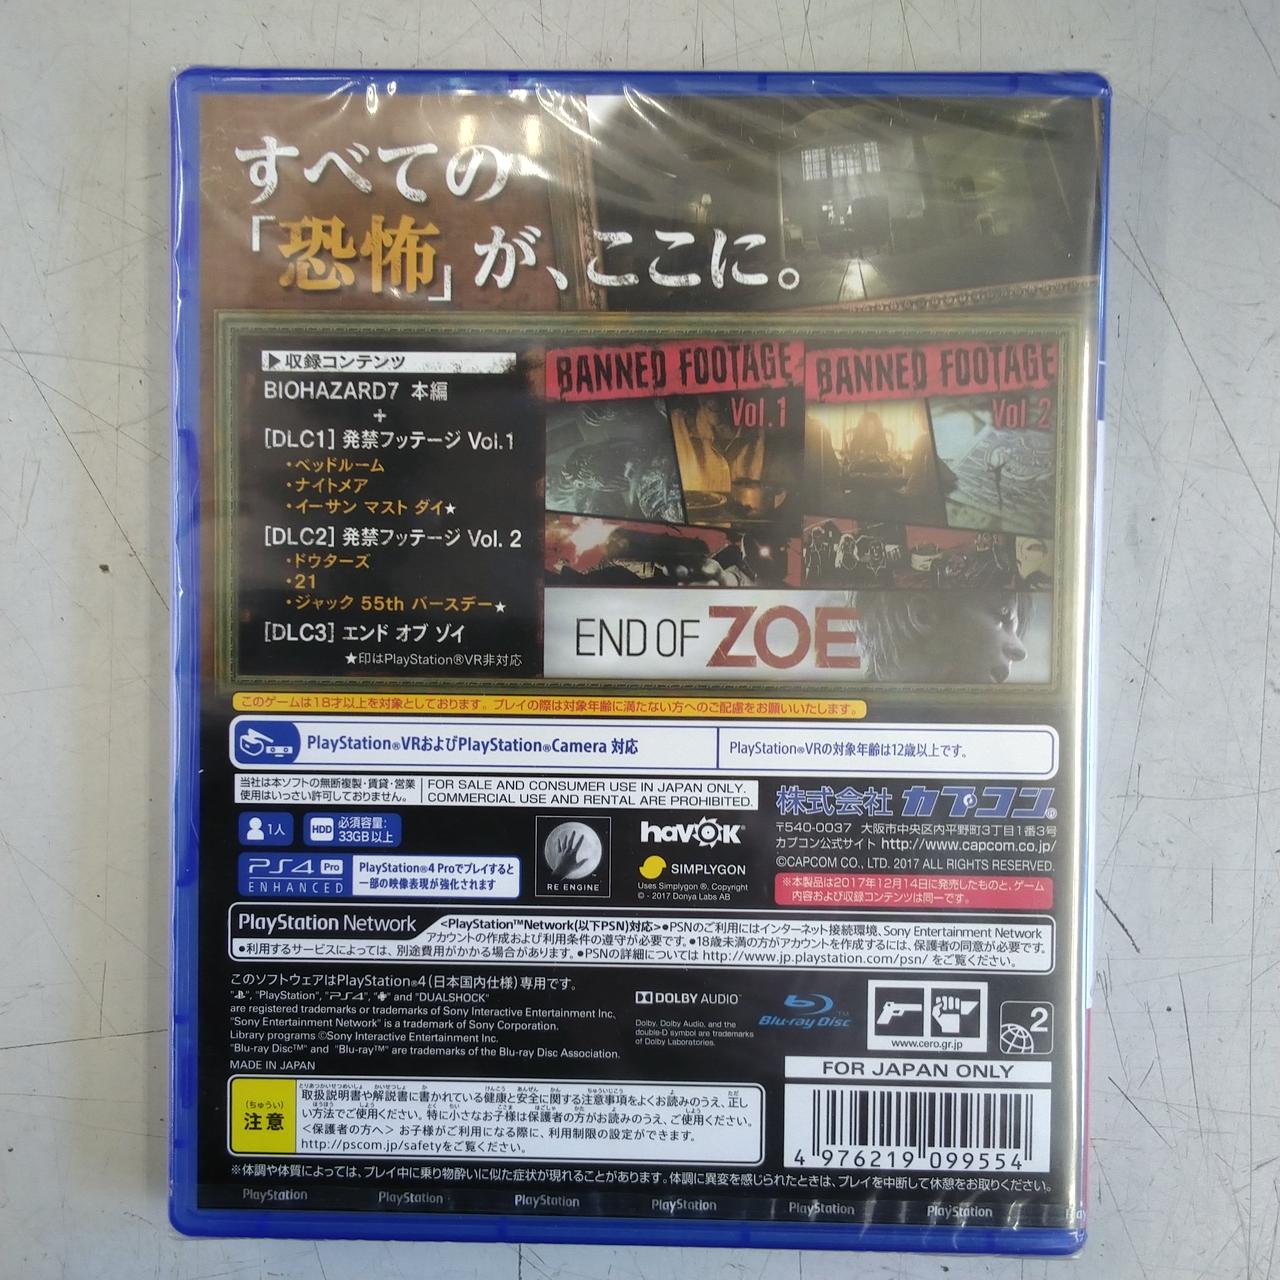 すべての
「恐怖」が、ここに。
▶収録コンテンツ
BIOHAZARD7 本編
+
[DLC1] 発禁フッテージ Vol.1
・ベッドルーム
・ナイトメア
・イーサン マスト ダイ★
[DLC2] 発禁フッテージ Vol. 2
・ドウターズ
・21
・ジャック 55th バースデー★
[DLC3] エンド オブ ゾイ
★印はPlayStation®VR非対応
BANNED FOOTAGE
Vol.1
BANNED FOOTAGE
Vol 2
END OF ZOE
このゲームは18才以上を対象としております。プレイの際は対象年齢に満たない方へのご配慮をお願いいたします。
PlayStation®VRおよびPlayStation®Camera 対応
PlayStation®VRの対象年齢は12歳以上です。
当社は本ソフトの無断複製・賃貸・営業
使用はいっさい許可しておりません。
FOR SALE AND CONSUMER USE IN JAPAN ONLY.
COMMERCIAL USE AND RENTAL ARE PROHIBITED.
株式会社 カプコン®
〒540-0037 大阪市中央区内平野町3丁目1番3号
カプコン公式サイト http://www.capcom.co.jp/
©CAPCOM CO., LTD. 2017 ALL RIGHTS RESERVED.
※本製品は2017年12月14日に発売したものと、ゲーム
内容および収録コンテンツは同一です。
1人
HDD
必須容量:
33GB以上
PS4 Pro
ENHANCED
PlayStation®4 Proでプレイすると
一部の映像表現が強化されます
RE ENGINE
havok®
SIMPLYGON
Uses Simplygon ®, Copyright
© - 2017 Donya Labs AB
PlayStation Network
<PlayStation™Network(以下PSN)対応>●PSNのご利用にはインターネット接続環境、Sony Entertainment Network
アカウントの作成および利用条件の遵守が必要です。●18歳未満の方がアカウントを作成するには、保護者の同意が必要です。
●利用するサービスによっては、別途費用がかかる場合があります。●PSNの詳細については http://www.jp.playstation.com/psn/ をご覧ください。
このソフトウェアはPlayStation®4(日本国内仕様)専用です。
"PlayStation", "PS4", and "DUALSHOCK"
are registered trademarks or trademarks of Sony Interactive Entertainment Inc.
"Sony Entertainment Network" is a trademark of Sony Corporation.
Library programs ©Sony Interactive Entertainment Inc.
"Blu-ray Disc™" and "Blu-ray™" are trademarks of the Blu-ray Disc Association.
MADE IN JAPAN
DOLBY AUDIO™
Dolby, Dolby Audio, and the
double-D symbol are trademarks
of Dolby Laboratories.
Blu-ray Disc™
www.cero.gr.jp
2
FOR JAPAN ONLY
4 976219 099554
(ちゅうい)
注意
取扱説明書や解説書に書かれている健康と安全に関する注意事項をよくお読みのうえ、正し
い方法でご使用ください。特に小さなお子様は保護者の方がお読みのうえ、ご使用ください。
<保護者の方へ> お子様がご利用になる際に、利用制限の設定ができます。
http://pscom.jp/safetyをご覧ください。
※体調や体質によっては、プレイ中に乗り物酔いに似た症状が現れることがあります。体調に異変を感じられたときは、プレイを中断して休憩をお取りください。
PlayStation PlayStation PlayStation PlayStation PlayStation PlayStation